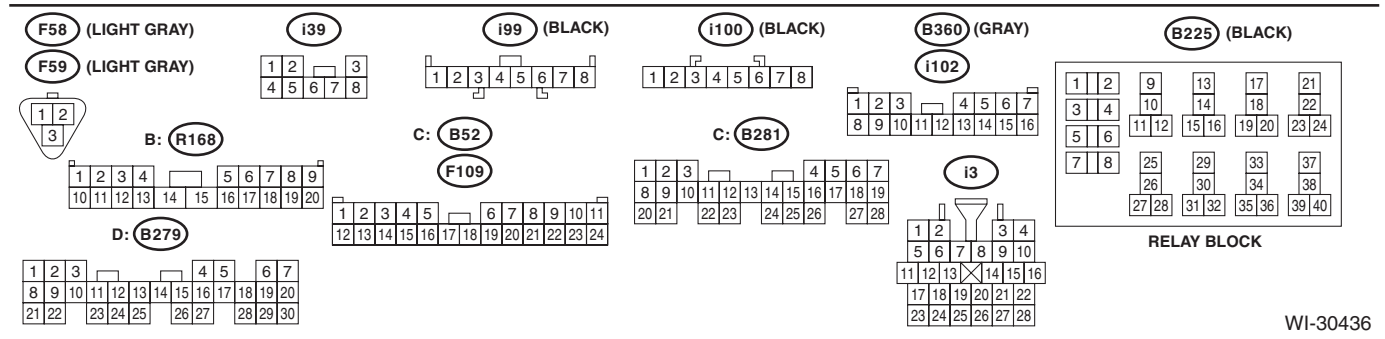 F58 (LIGHT GRAY)
F59 (LIGHT GRAY)
1 2
3
i39
1 2 3
4 5 6 7 8
i99 (BLACK)
1 2 3 4 5 6 7 8
i100 (BLACK)
1 2 3 4 5 6 7 8
B360 (GRAY)
i102
1 2 3 4 5 6 7
8 9 10 11 12 13 14 15 16
B225 (BLACK)
1 2 9 13 17 21
3 4 10 14 18 22
5 6 11 12 15 16 19 20 23 24
7 8 25 29 33 37
26 30 34 38
27 28 31 32 35 36 39 40
RELAY BLOCK
B: R168
1 2 3 4 5 6 7 8 9
10 11 12 13 14 15 16 17 18 19 20
C: B52
F109
1 2 3 4 5 6 7 8 9 10 11
12 13 14 15 16 17 18 19 20 21 22 23 24
C: B281
1 2 3 4 5 6 7
8 9 10 11 12 13 14 15 16 17 18 19
20 21 22 23 24 25 26 27 28
i3
1 2 3 4
5 6 7 8 9 10
11 12 13 14 15 16
17 18 19 20 21 22
23 24 25 26 27 28
D: B279
1 2 3 4 5 6 7
8 9 10 11 12 13 14 15 16 17 18 19 20
21 22 23 24 25 26 27 28 29 30
WI-30436